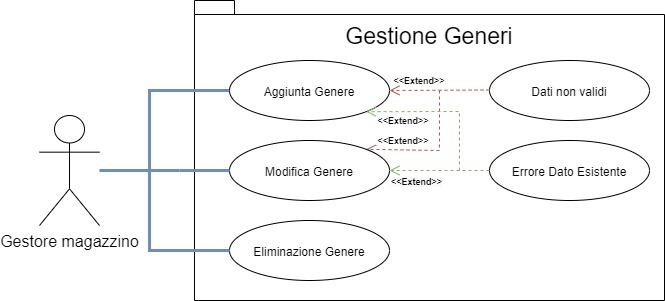 Gestione Generi
<<Extend>>
Aggiunta Genere
Dati non validi
<<Extend>>
<<Extend>>
Modifica Genere
Errore Dato Esistente
<<Extend>>
Gestore magazzino
Eliminazione Genere